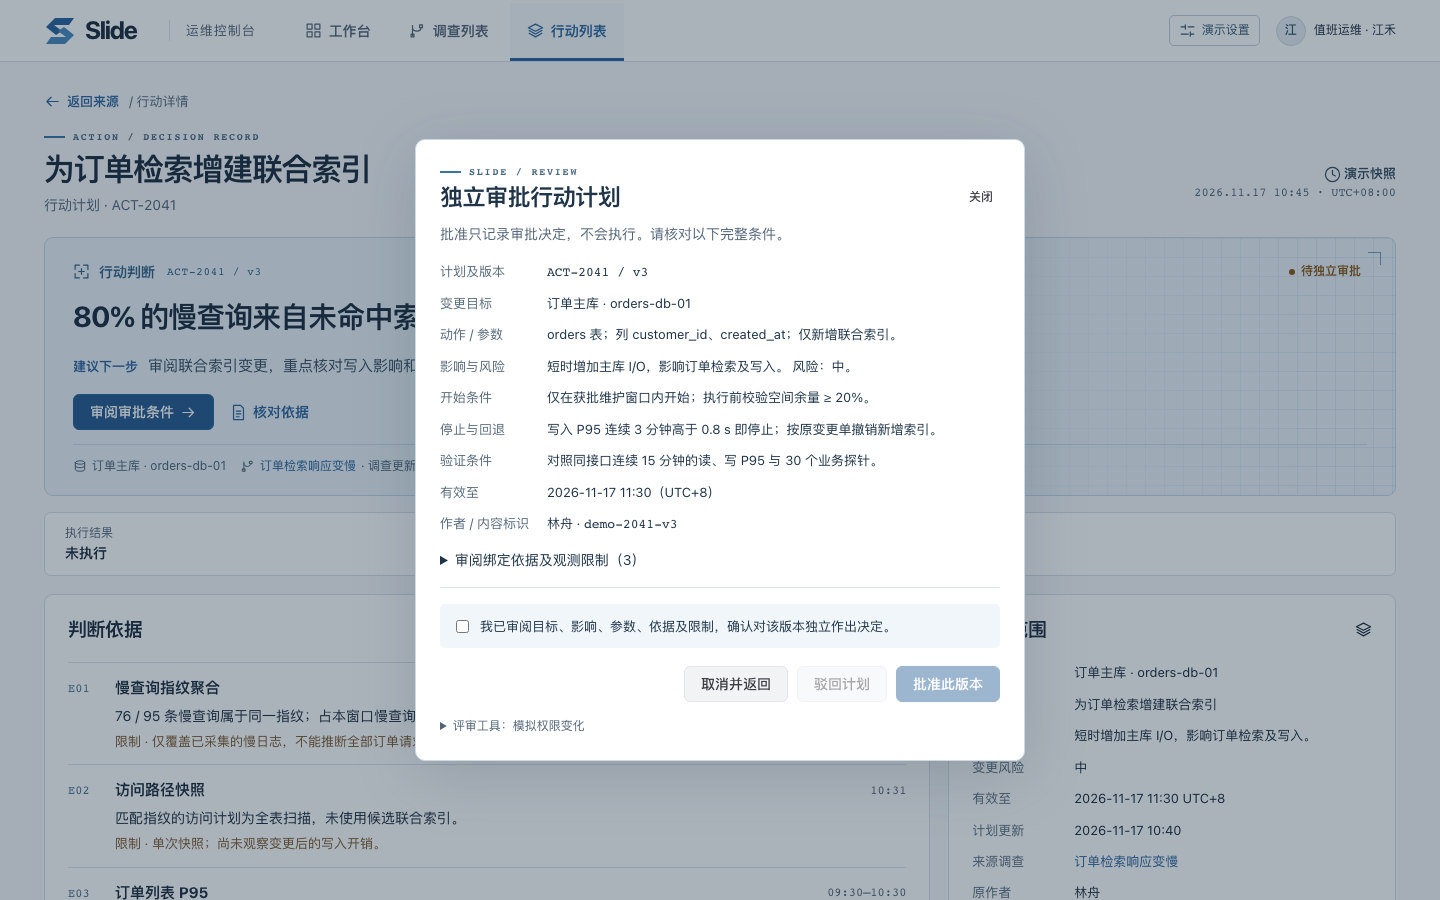 Slide
运维控制台
工作台
调查列表
行动列表
演示设置
江
值班运维 · 江禾
返回来源 / 行动详情
ACTION / DECISION RECORD
为订单检索增建联合索引
行动计划 · ACT-2041
演示快照
2026.11.17 10:45 · UTC+08:00
行动判断 ACT-2041 / v3
待独立审批
80% 的慢查询来自未命中索
建议下一步 审阅联合索引变更，重点核对写入影响和
审阅审批条件 →
核对依据
订单主库 · orders-db-01
订单检索响应变慢 · 调查更新
执行结果
未执行
判断依据
E01 慢查询指纹聚合
76 / 95 条慢查询属于同一指纹；占本窗口慢查询
限制 · 仅覆盖已采集的慢日志，不能推断全部订单请
E02 访问路径快照 10:31
匹配指纹的访问计划为全表扫描，未使用候选联合索引。
限制 · 单次快照；尚未观察变更后的写入开销。
E03 订单列表 P95 09:30—10:30
SLIDE / REVIEW
独立审批行动计划
关闭
批准只记录审批决定，不会执行。请核对以下完整条件。
计划及版本 ACT-2041 / v3
变更目标 订单主库 · orders-db-01
动作 / 参数 orders 表；列 customer_id、created_at；仅新增联合索引。
影响与风险 短时增加主库 I/O，影响订单检索及写入。 风险：中。
开始条件 仅在获批维护窗口内开始；执行前校验空间余量 ≥ 20%。
停止与回退 写入 P95 连续 3 分钟高于 0.8 s 即停止；按原变更单撤销新增索引。
验证条件 对照同接口连续 15 分钟的读、写 P95 与 30 个业务探针。
有效至 2026-11-17 11:30（UTC+8）
作者 / 内容标识 林舟 · demo-2041-v3
审阅绑定依据及观测限制（3）
我已审阅目标、影响、参数、依据及限制，确认对该版本独立作出决定。
取消并返回
驳回计划
批准此版本
评审工具：模拟权限变化
围
订单主库 · orders-db-01
为订单检索增建联合索引
短时增加主库 I/O，影响订单检索及写入。
变更风险 中
有效至 2026-11-17 11:30 UTC+8
计划更新 2026-11-17 10:40
来源调查 订单检索响应变慢
原作者 林舟